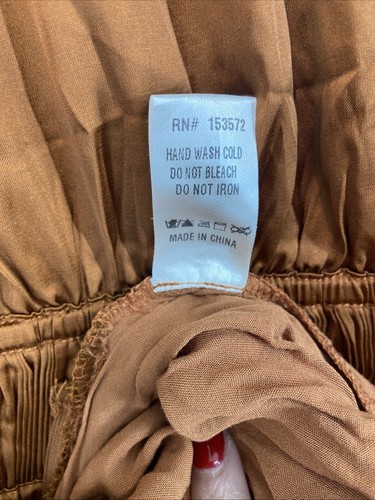 RN# 153572
HAND WASH COLD
DO NOT BLEACH
DO NOT IRON
MADE IN CHINA